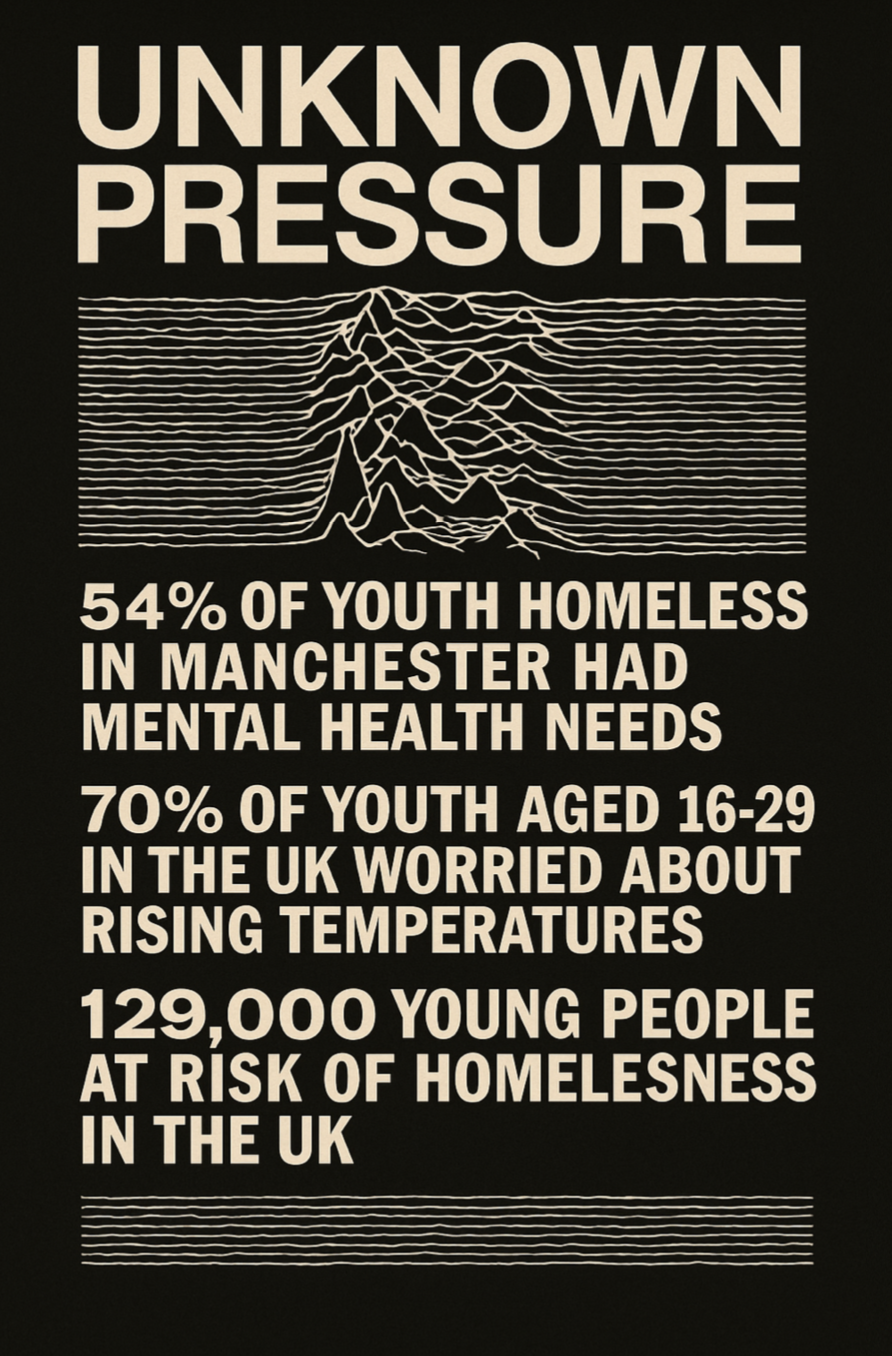 UNKNOWN
PRESSURE
54% OF YOUTH HOMELESS
IN MANCHESTER HAD
MENTAL HEALTH NEEDS
70% OF YOUTH AGED 16-29
IN THE UK WORRIED ABOUT
RISING TEMPERATURES
129,000 YOUNG PEOPLE
AT RISK OF HOMELESNESS
IN THE UK